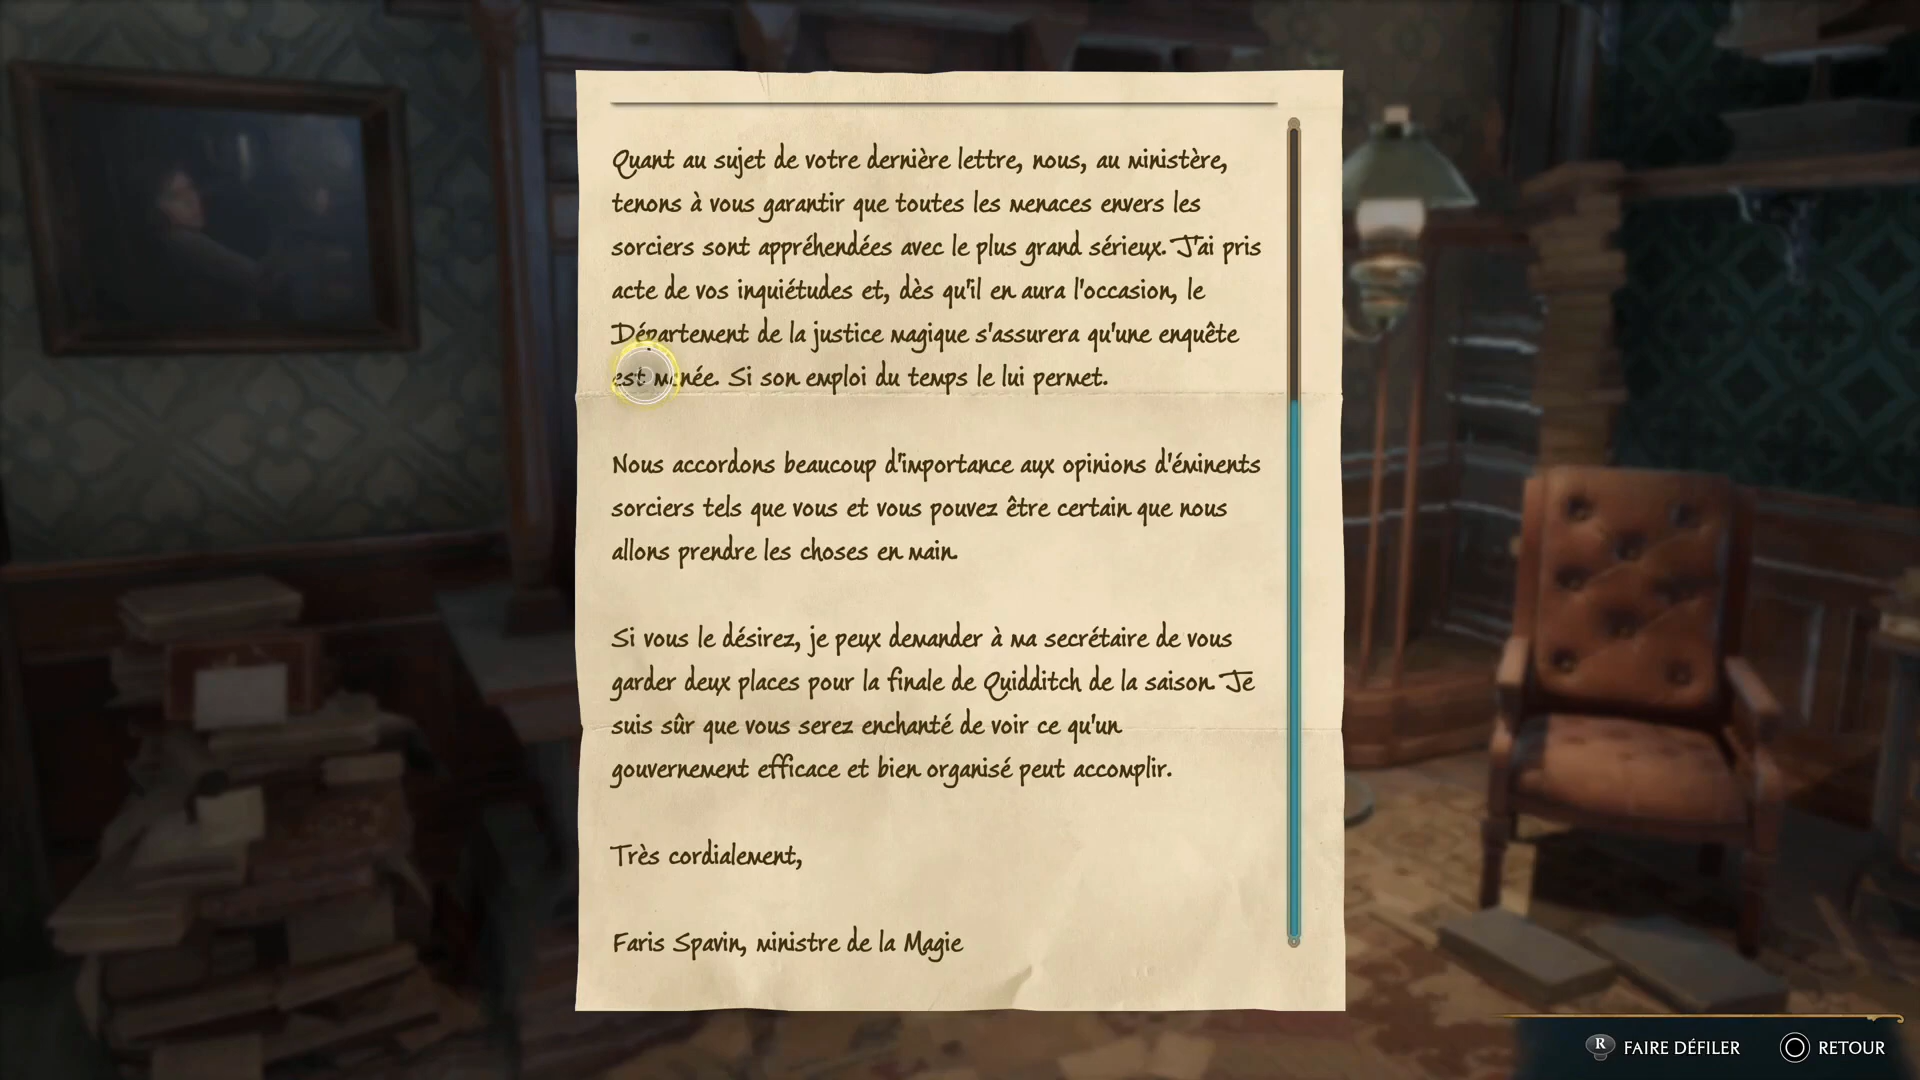 Quant au sujet de votre dernière lettre, nous, au ministère,
tenons à vous garantir que toutes les menaces envers les
sorciers sont appréhendées avec le plus grand sérieux. J'ai pris
acte de vos inquiétudes et, dès qu'il en aura l'occasion, le
Département de la justice magique s'assurera qu'une enquête
est menée. Si son emploi du temps le lui permet.
Nous accordons beaucoup d'importance aux opinions d'éminents
sorciers tels que vous et vous pouvez être certain que nous
allons prendre les choses en main.
Si vous le désirez, je peux demander à ma secrétaire de vous
garder deux places pour la finale de Quidditch de la saison. Je
suis sûr que vous serez enchanté de voir ce qu'un
gouvernement efficace et bien organisé peut accomplir.
Très cordialement,
Faris Spavin, ministre de la Magie
R FAIRE DÉFILER RETOUR